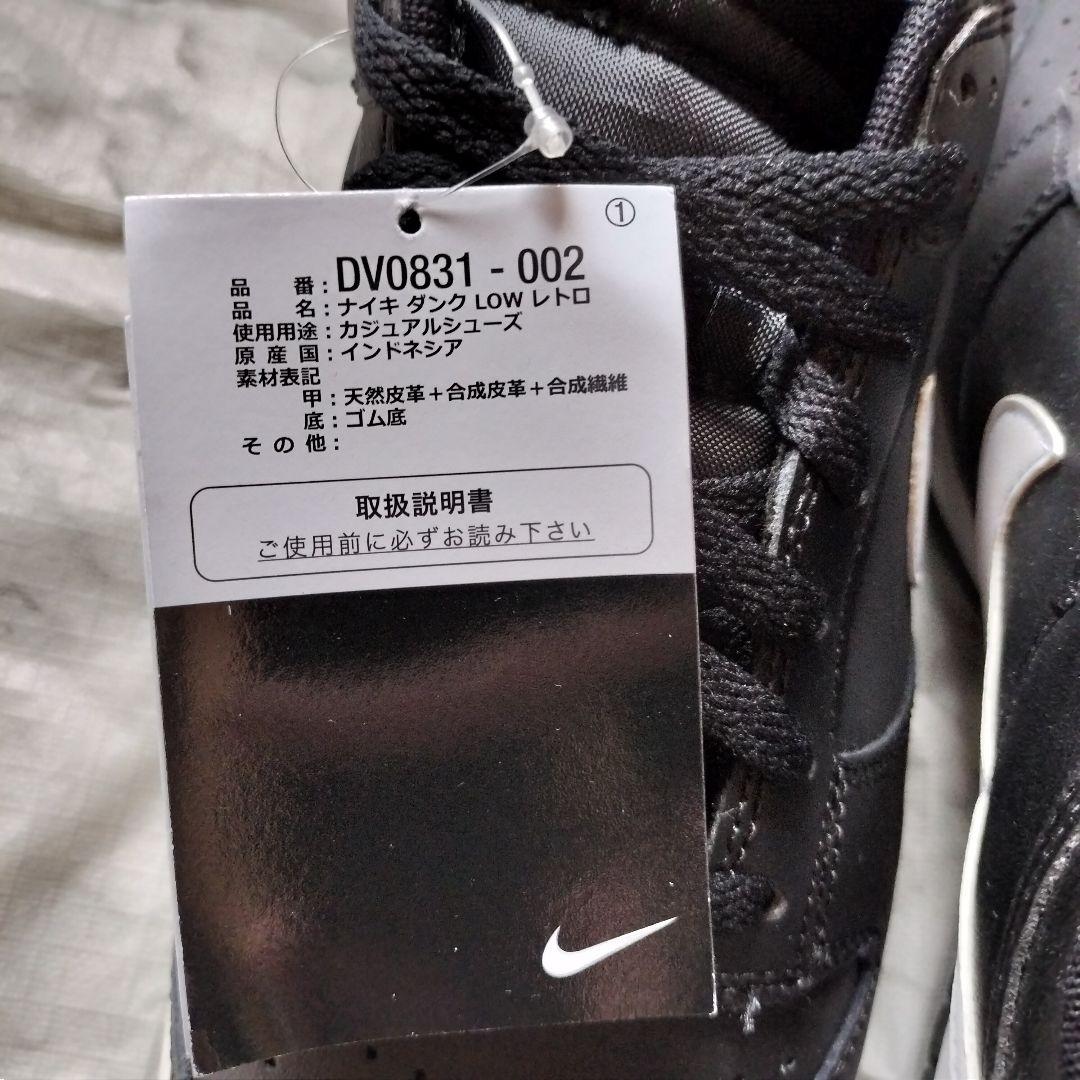 ①
品番：DV0831 - 002
品名：ナイキ ダンク LOW レトロ
使用用途：カジュアルシューズ
原産国：インドネシア
素材表記
甲：天然皮革＋合成皮革＋合成繊維
底：ゴム底
その他：
取扱説明書
ご使用前に必ずお読み下さい